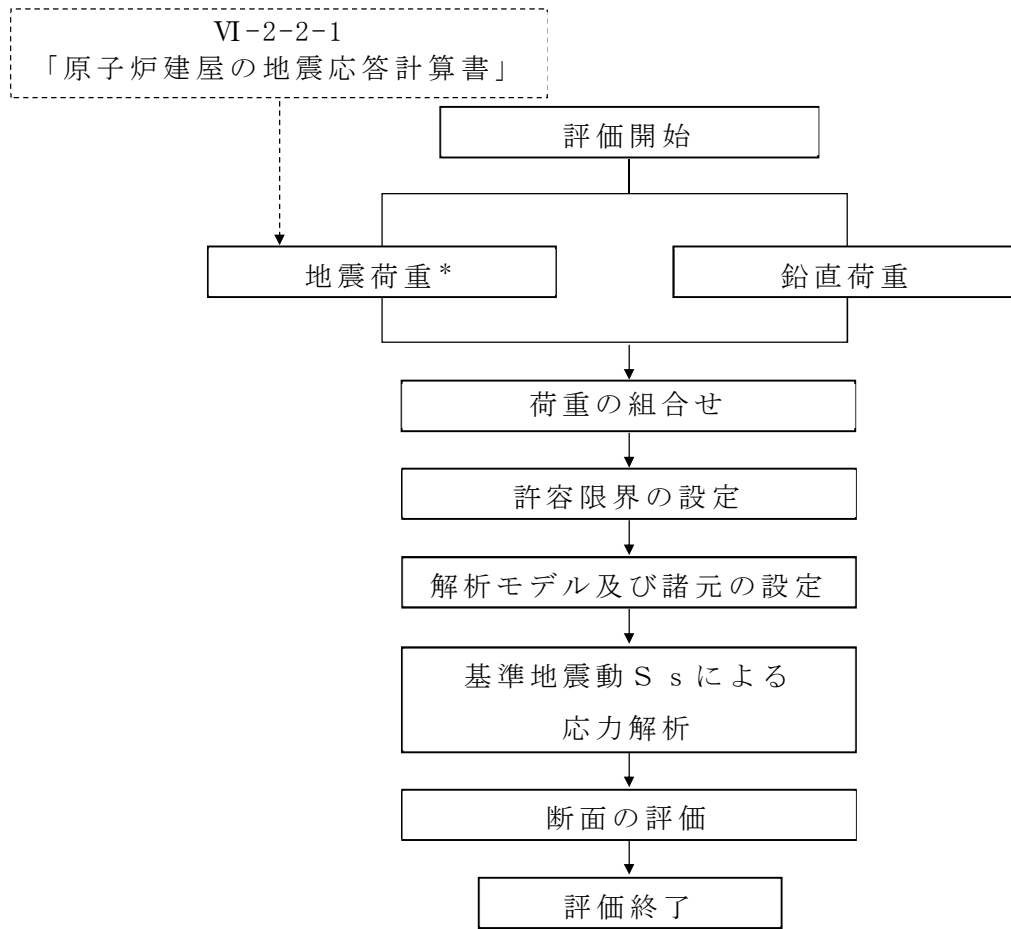 Ⅵ-2-2-1
「原子炉建屋の地震応答計算書」
評価開始
地震荷重*
鉛直荷重
荷重の組合せ
許容限界の設定
解析モデル及び諸元の設定
基準地震動Ｓｓによる
応力解析
断面の評価
評価終了